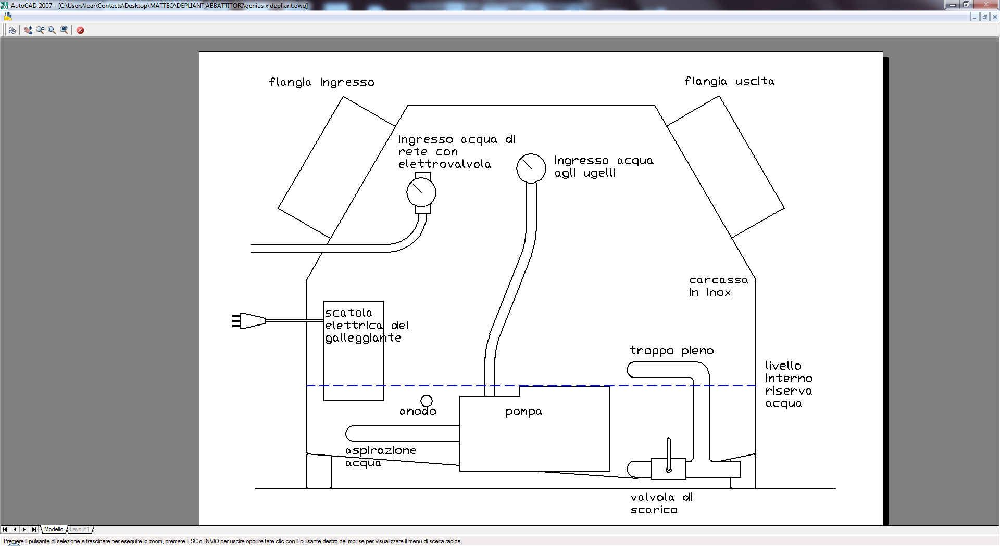 AutoCAD 2007 - [C:\Users\lear\Contacts\Desktop\MATTEO\DEPLIANT,ABBATTITORI\genius x depliant.dwg]
flangia ingresso
flangia uscita
ingresso acqua di
rete con
elettrovalvola
ingresso acqua
agli ugelli
carcassa
in inox
scatola
elettrica del
galleggiante
troppo pieno
livello
interno
riserva
acqua
anodo
pompa
aspirazione
acqua
valvola di
scarico
Modello
Layout1
Premere il pulsante di selezione e trascinare per eseguire lo zoom, premere ESC o INVIO per uscire oppure fare clic con il pulsante destro del mouse per visualizzare il menu di scelta rapida.